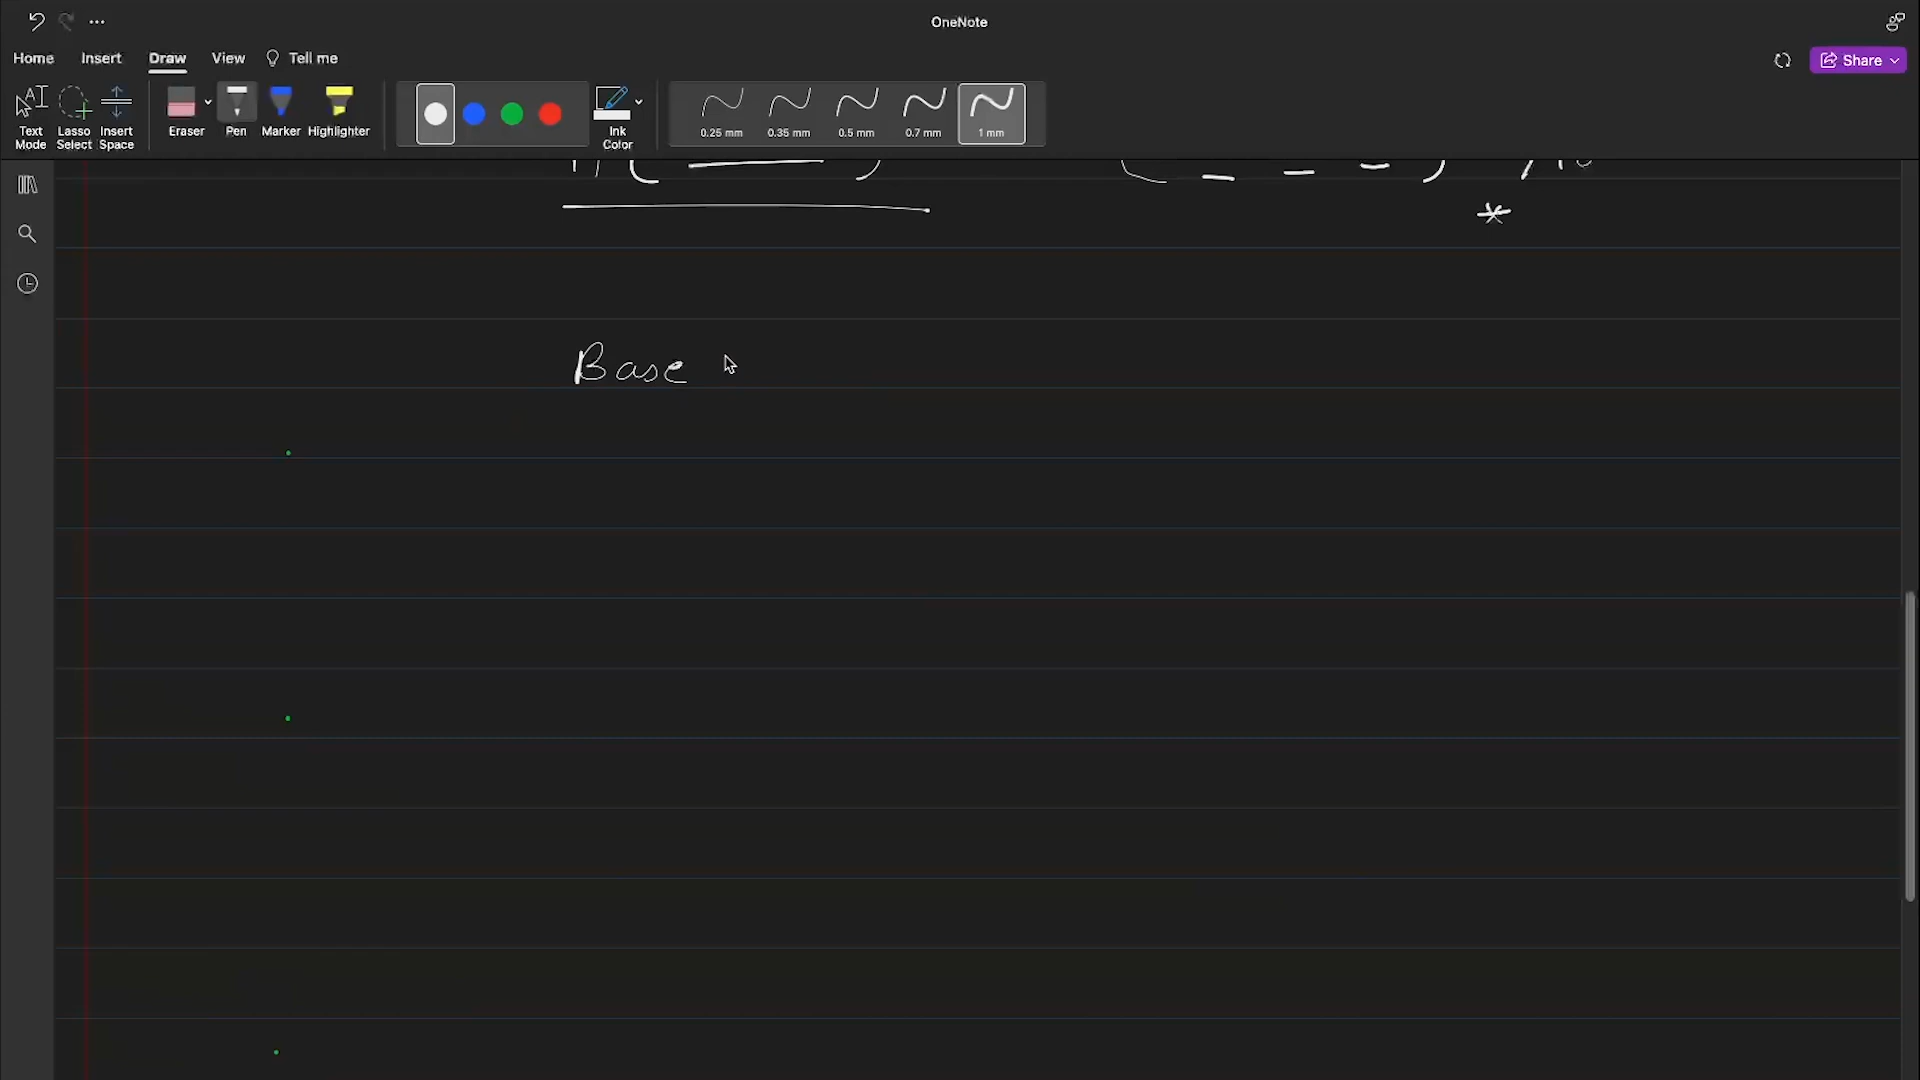 OneNote
Home Insert Draw View Tell me
Share
Text Mode Lasso Select Insert Space Eraser Pen Marker Highlighter Ink Color 0.25 mm 0.35 mm 0.5 mm 0.7 mm 1 mm
Base